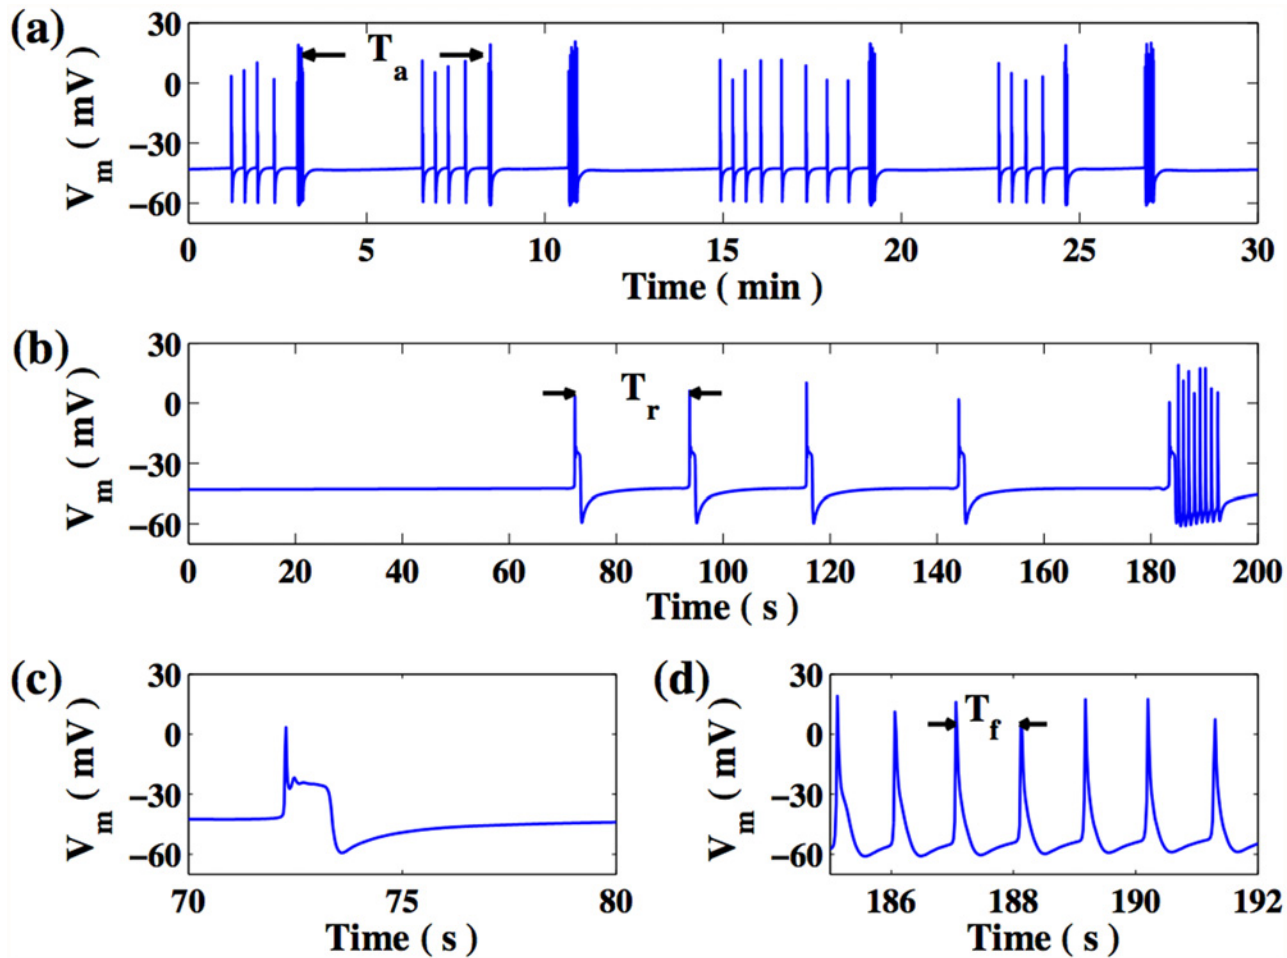 (a)
30
0
−30
−60
V_m ( mV )
T_a
0 5 10 15 20 25 30
Time ( min )
(b)
30
0
−30
−60
V_m ( mV )
T_r
0 20 40 60 80 100 120 140 160 180 200
Time ( s )
(c)
30
0
−30
−60
V_m ( mV )
70 75 80
Time ( s )
(d)
30
0
−30
−60
V_m ( mV )
T_f
186 188 190 192
Time ( s )